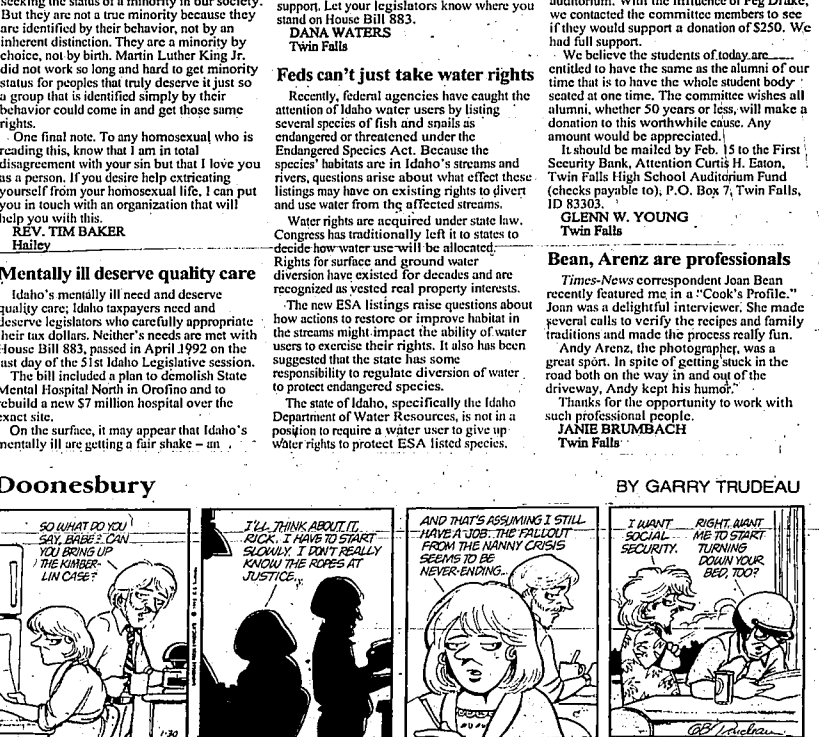 seeking the status of a minority in our society.
But they are not a true minority because they
are identified by their behavior, not by an
inherent distinction. They are a minority by
choice, not by birth. Martin Luther King Jr.
did not work so long and hard to get minority
status for peoples that truly deserve it just so
a group that is identified simply by their
behavior could come in and get those same
rights.
One final note. To any homosexual who is
reading this, know that I am in total
disagreement with your sin but that I love you
as a person. If you desire help extricating
yourself from your homosexual life, I can put
you in touch with an organization that will
help you with this.
REV. TIM BAKER
Hailey
Mentally ill deserve quality care
Idaho's mentally ill need and deserve
quality care; Idaho taxpayers need and
deserve legislators who carefully appropriate
their tax dollars. Neither's needs are met with
House Bill 883, passed in April 1992 on the
last day of the 51st Idaho Legislative session.
The bill included a plan to demolish State
Mental Hospital North in Orofino and to
rebuild a new $7 million hospital over the
exact site.
On the surface, it may appear that Idaho's
mentally ill are getting a fair shake – an
support. Let your legislators know where you
stand on House Bill 883.
DANA WATERS
Twin Falls
Feds can't just take water rights
Recently, federal agencies have caught the
attention of Idaho water users by listing
several species of fish and snails as
endangered or threatened under the
Endangered Species Act. Because the
species' habitats are in Idaho's streams and
rivers, questions arise about what effect these
listings may have on existing rights to divert
and use water from the affected streams.
Water rights are acquired under state law.
Congress has traditionally left it to states to
decide how water use will be allocated.
Rights for surface and ground water
diversion have existed for decades and are
recognized as vested real property interests.
The new ESA listings raise questions about
how actions to restore or improve habitat in
the streams might impact the ability of water
users to exercise their rights. It also has been
suggested that the state has some
responsibility to regulate diversion of water
to protect endangered species.
The state of Idaho, specifically the Idaho
Department of Water Resources, is not in a
position to require a water user to give up
water rights to protect ESA listed species.
auditorium. With the influence of Peg Drake,
we contacted the committee members to see
if they would support a donation of $250. We
had full support.
We believe the students of today are
entitled to have the same as the alumni of our
time that is to have the whole student body
seated at one time. The committee wishes all
alumni, whether 50 years or less, will make a
donation to this worthwhile cause. Any
amount would be appreciated.
It should be mailed by Feb. 15 to the First
Security Bank, Attention Curtis H. Eaton,
Twin Falls High School Auditorium Fund
(checks payable to), P.O. Box 7, Twin Falls,
ID 83303.
GLENN W. YOUNG
Twin Falls
Bean, Arenz are professionals
Times-News correspondent Joan Bean
recently featured me in a "Cook's Profile."
Joan was a delightful interviewer. She made
several calls to verify the recipes and family
traditions and made the process really fun.
Andy Arenz, the photographer, was a
great sport. In spite of getting stuck in the
road both on the way in and out of the
driveway, Andy kept his humor.
Thanks for the opportunity to work with
such professional people.
JANIE BRUMBACH
Twin Falls
Doonesbury
BY GARRY TRUDEAU
SO WHAT DO YOU
SAY, BABE? CAN
YOU BRING UP
THE KIMBER-
LIN CASE?
1-30
I'LL THINK ABOUT IT,
RICK. I HAVE TO START
SLOWLY. I DON'T REALLY
KNOW THE ROPES AT
JUSTICE...
AND THAT'S ASSUMING I STILL
HAVE A JOB. THE FALLOUT
FROM THE NANNY CRISIS
SEEMS TO BE
NEVER-ENDING...
I WANT
SOCIAL
SECURITY.
RIGHT. WANT
ME TO START
TURNING
DOWN YOUR
BED, TOO?
GB Trudeau